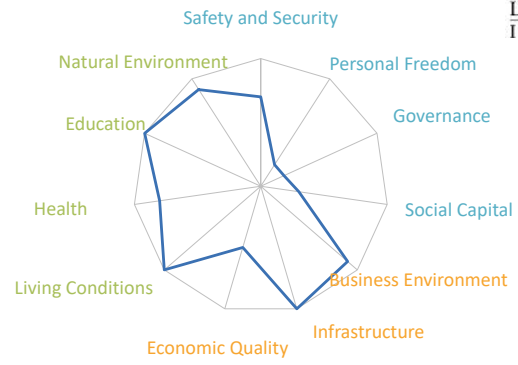 Safety and Security
Natural Environment
Personal Freedom
Education
Governance
Health
Social Capital
Living Conditions
Business Environment
Infrastructure
Economic Quality